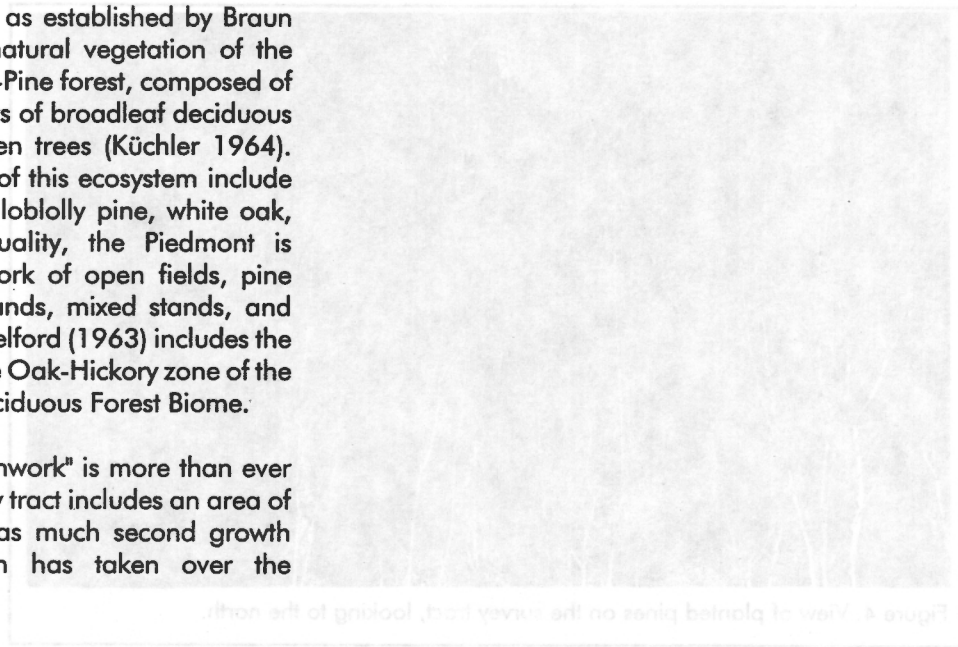 as established by Braun
natural vegetation of the
-Pine forest, composed of
s of broadleaf deciduous
en trees (Küchler 1964).
of this ecosystem include
loblolly pine, white oak,
uality, the Piedmont is
ork of open fields, pine
ands, mixed stands, and
elford (1963) includes the
Oak-Hickory zone of the
ciduous Forest Biome.
hwork" is more than ever
y tract includes an area of
as much second growth
n has taken over the
Figure 4. View of planted pines on the survey tract, looking to the north.